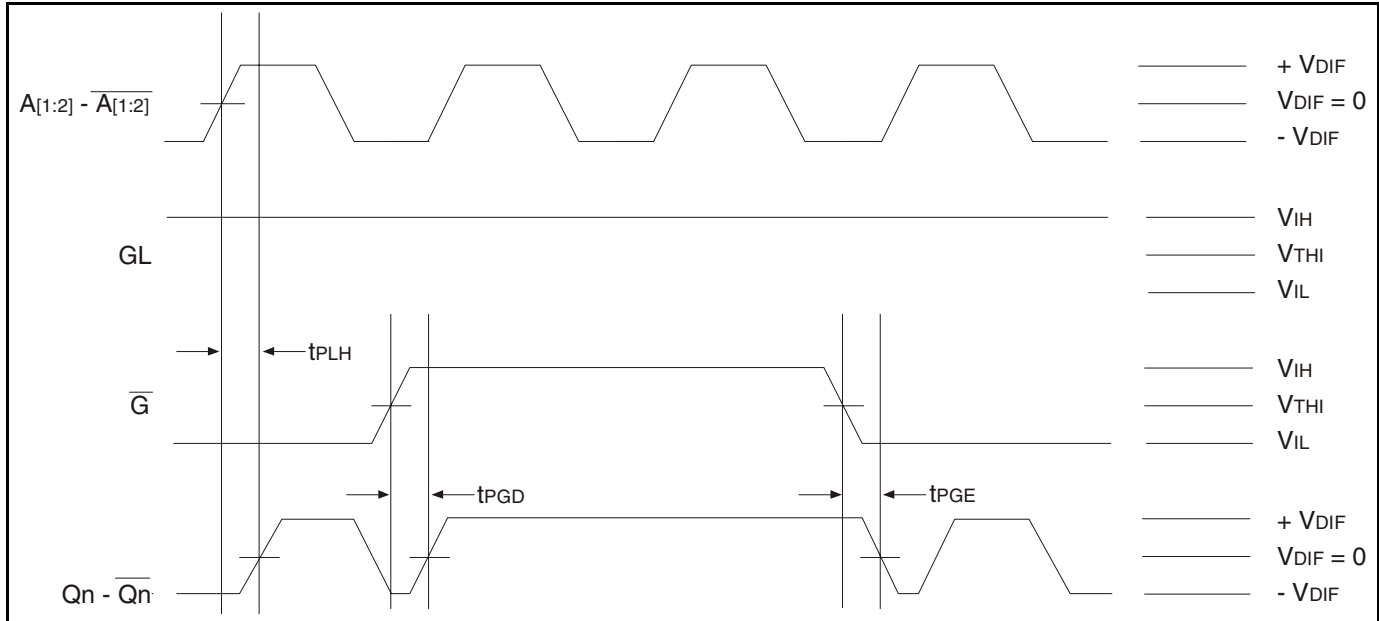 A[1:2] - A[1:2]
+ VDIF
VDIF = 0
- VDIF
GL
VIH
VTHI
VIL
tPLH
G
VIH
VTHI
VIL
tPGD
tPGE
Qn - Qn
+ VDIF
VDIF = 0
- VDIF